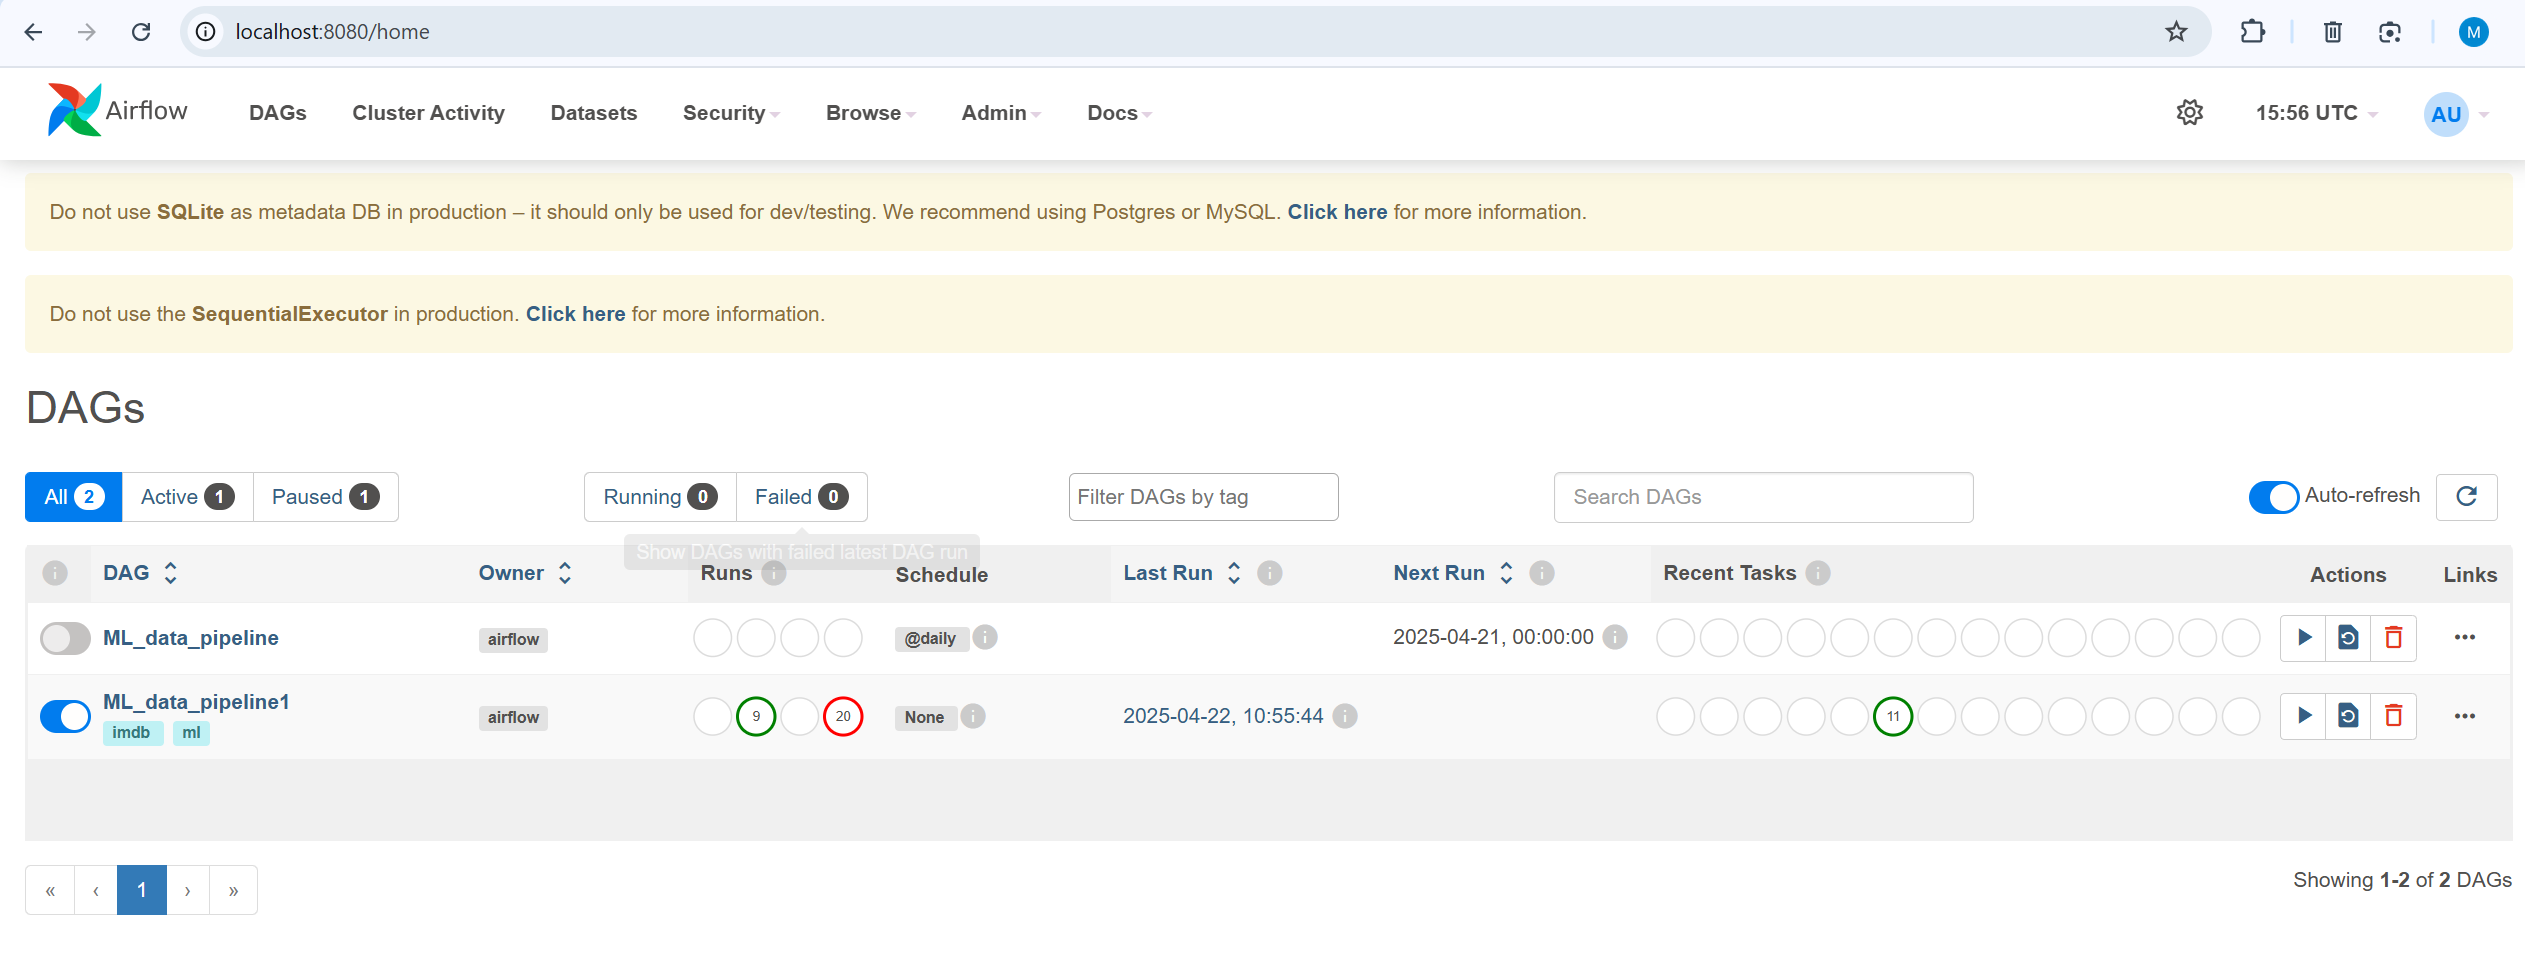 localhost:8080/home
M
Airflow DAGs Cluster Activity Datasets Security Browse Admin Docs 15:56 UTC AU
Do not use SQLite as metadata DB in production – it should only be used for dev/testing. We recommend using Postgres or MySQL. Click here for more information.
Do not use the SequentialExecutor in production. Click here for more information.
DAGs
All 2 Active 1 Paused 1 Running 0 Failed 0 Filter DAGs by tag Search DAGs Auto-refresh
Show DAGs with failed latest DAG run
DAG Owner Runs Schedule Last Run Next Run Recent Tasks Actions Links
ML_data_pipeline airflow @daily 2025-04-21, 00:00:00
ML_data_pipeline1 airflow 9 20 None 2025-04-22, 10:55:44 11
imdb ml
« ‹ 1 › » Showing 1-2 of 2 DAGs